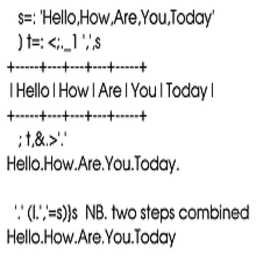 s=: 'Hello,How,Are,You,Today'
) t=: <;._1 ',',s
+-----+---+---+---+-----+
| Hello | How | Are | You | Today |
+-----+---+---+---+-----+
; t,&.>'.'
Hello.How.Are.You.Today.
'.' (I.','=s)}s NB. two steps combined
Hello.How.Are.You.Today